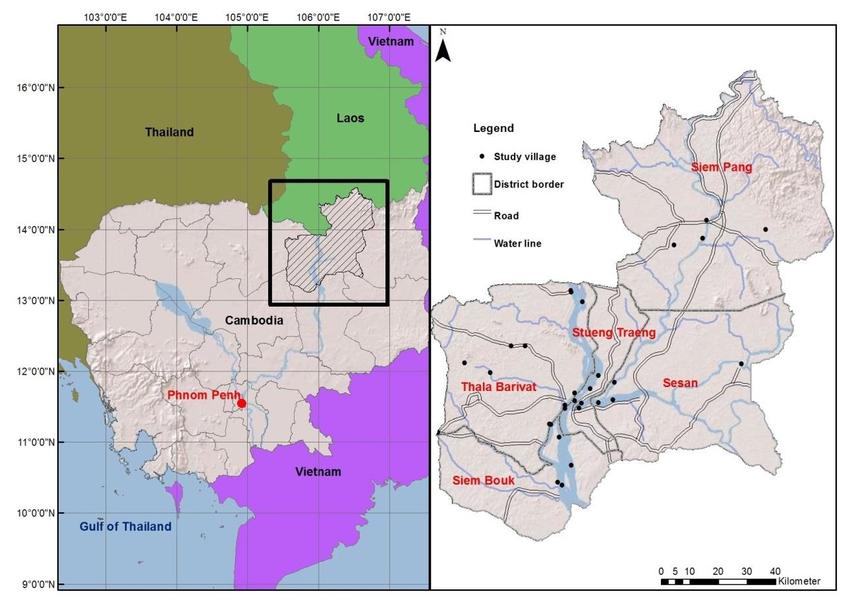 103°0'0"E 104°0'0"E 105°0'0"E 106°0'0"E 107°0'0"E
16°0'0"N
15°0'0"N
14°0'0"N
13°0'0"N
12°0'0"N
11°0'0"N
10°0'0"N
9°0'0"N
Vietnam
Thailand
Laos
Cambodia
Phnom Penh
Vietnam
Gulf of Thailand
N
Legend
Study village
District border
Road
Water line
Siem Pang
Stueng Traeng
Thala Barivat
Sesan
Siem Bouk
0 5 10 20 30 40
Kilometer